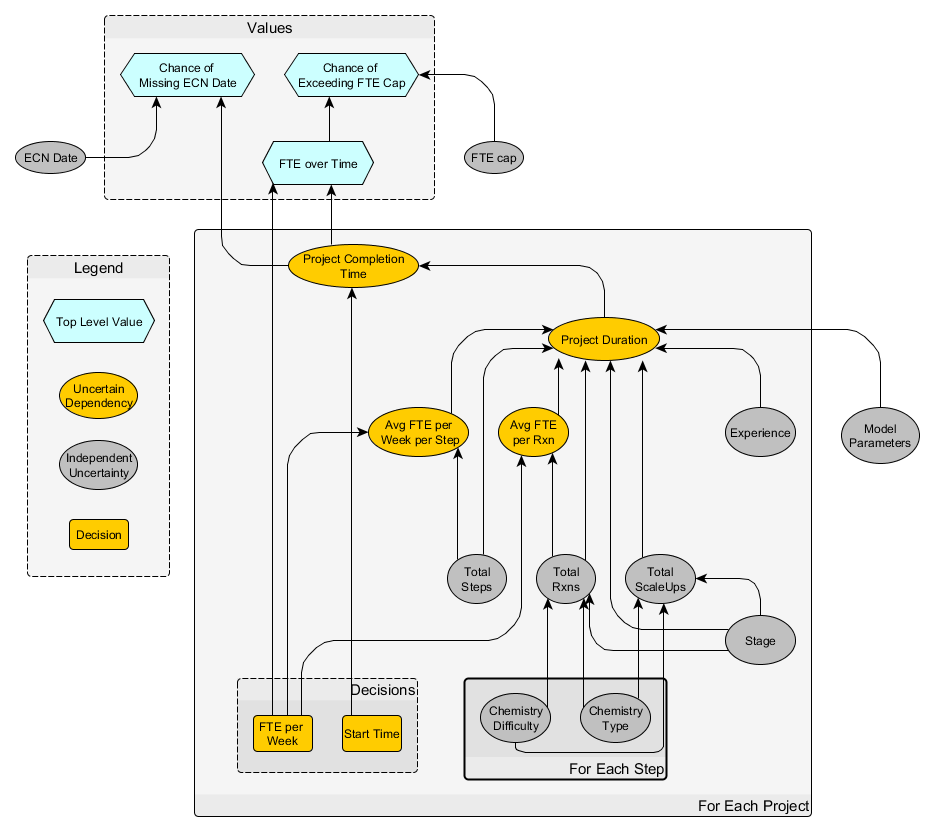 Values
Chance of
Missing ECN Date
Chance of
Exceeding FTE Cap
ECN Date
FTE over Time
FTE cap
Legend
Top Level Value
Uncertain
Dependency
Independent
Uncertainty
Decision
Project Completion
Time
Project Duration
Avg FTE per
Week per Step
Avg FTE
per Rxn
Experience
Model
Parameters
Total
Steps
Total
Rxns
Total
ScaleUps
Stage
Decisions
FTE per
Week
Start Time
Chemistry
Difficulty
Chemistry
Type
For Each Step
For Each Project